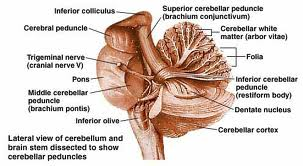 Inferior colliculus
Cerebral peduncle
Trigeminal nerve
(cranial nerve V)
Pons
Middle cerebellar
peduncle
(brachium pontis)
Inferior olive
Lateral view of cerebellum and
brain stem dissected to show
cerebellar peduncles
Superior cerebellar peduncle
(brachium conjunctivum)
Cerebellar white
matter (arbor vitae)
Folia
Inferior cerebellar
peduncle
(restiform body)
Dentate nucleus
Cerebellar cortex